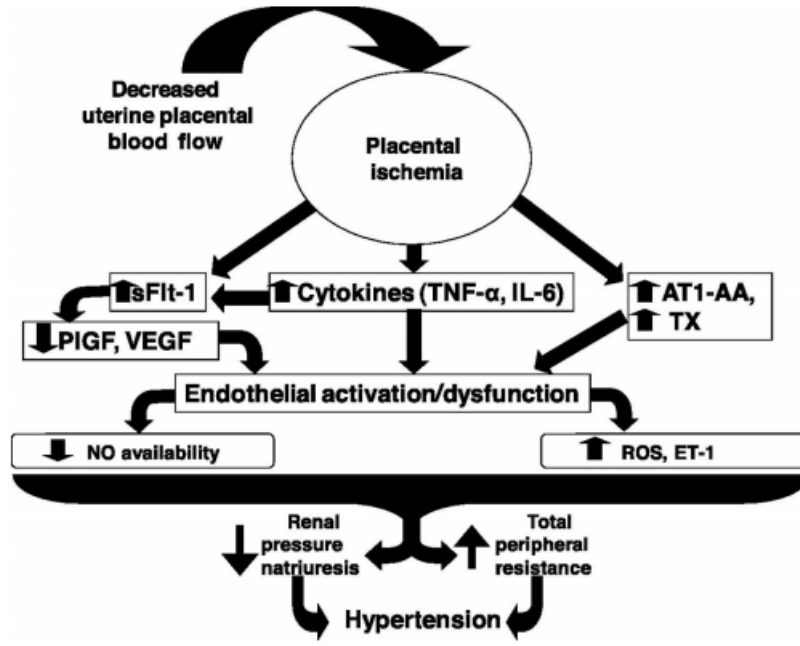 Decreased
uterine placental
blood flow
Placental
ischemia
sFlt-1
Cytokines (TNF-α, IL-6)
AT1-AA,
TX
PlGF, VEGF
Endothelial activation/dysfunction
NO availability
ROS, ET-1
Renal
pressure
natriuresis
Total
peripheral
resistance
Hypertension